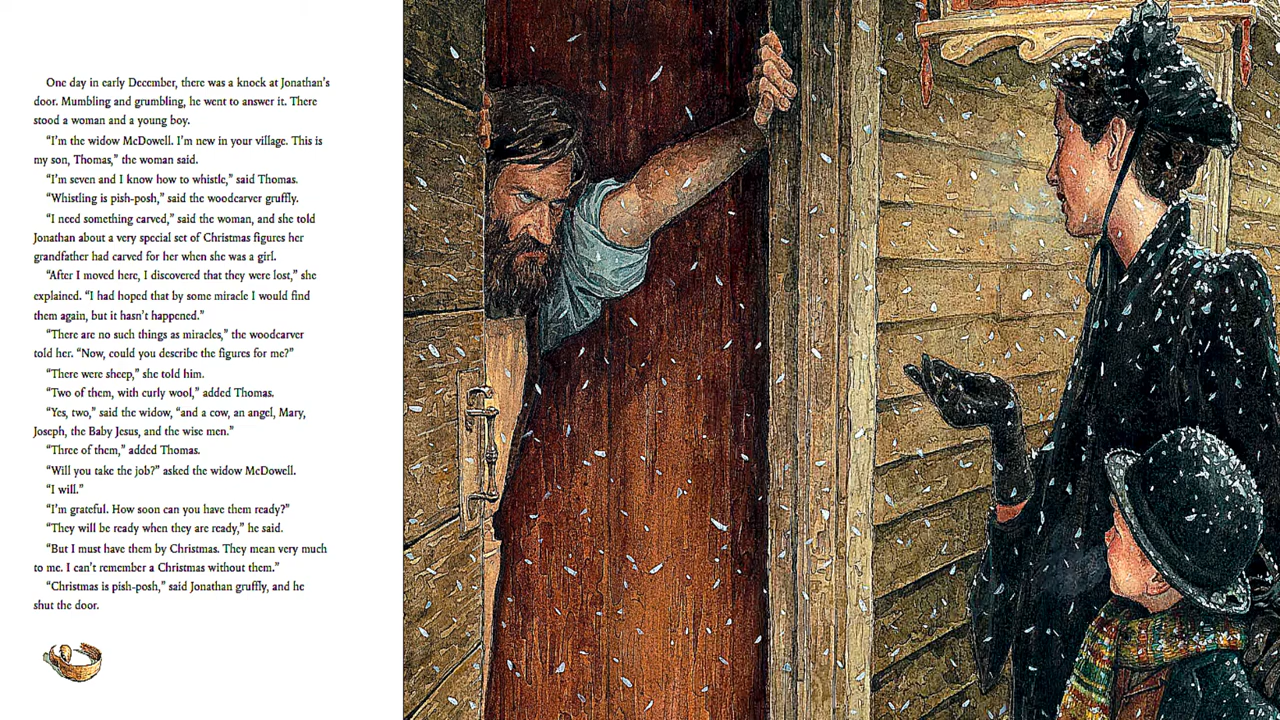 One day in early December, there was a knock at Jonathan's
door. Mumbling and grumbling, he went to answer it. There
stood a woman and a young boy.
“I'm the widow McDowell. I'm new in your village. This is
my son, Thomas,” the woman said.
“I'm seven and I know how to whistle,” said Thomas.
“Whistling is pish-posh,” said the woodcarver gruffly.
“I need something carved,” said the woman, and she told
Jonathan about a very special set of Christmas figures her
grandfather had carved for her when she was a girl.
“After I moved here, I discovered that they were lost,” she
explained. “I had hoped that by some miracle I would find
them again, but it hasn't happened.”
“There are no such things as miracles,” the woodcarver
told her. “Now, could you describe the figures for me?”
“There were sheep,” she told him.
“Two of them, with curly wool,” added Thomas.
“Yes, two,” said the widow, “and a cow, an angel, Mary,
Joseph, the Baby Jesus, and the wise men.”
“Three of them,” added Thomas.
“Will you take the job?” asked the widow McDowell.
“I will.”
“I'm grateful. How soon can you have them ready?”
“They will be ready when they are ready,” he said.
“But I must have them by Christmas. They mean very much
to me. I can't remember a Christmas without them.”
“Christmas is pish-posh,” said Jonathan gruffly, and he
shut the door.